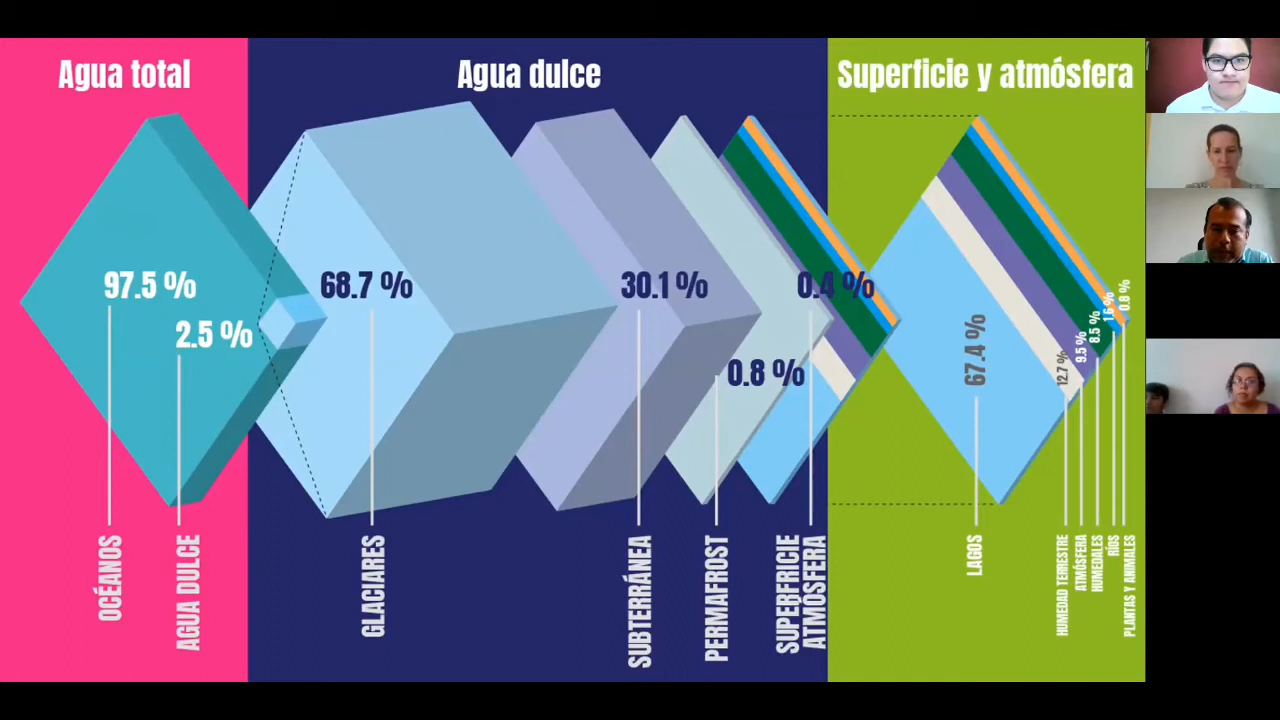 Agua total
97.5 %
2.5 %
OCÉANOS
AGUA DULCE
Agua dulce
68.7 %
30.1 %
0.8 %
0.4 %
GLACIARES
SUBTERRÁNEA
PERMAFROST
SUPERFRICIE
ATMÓSFERA
Superficie y atmósfera
67.4 %
12.7 %
9.5 %
8.5 %
1.6 %
0.8 %
LAGOS
HUMEDAD TERRESTRE
ATMÓSFERA
HUMEDALES
RÍOS
PLANTAS Y ANIMALES